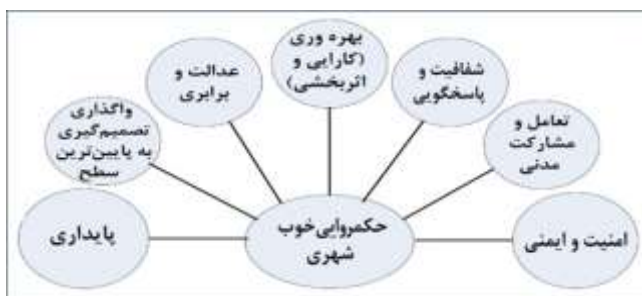 بهره وری
(کارایی و
اثربخشی)
شفافیت و
پاسخگویی
عدالت و
برابری
تعامل و
مشارکت
مدنی
واگذاری
تصمیم‌گیری
به پایین‌ترین
سطح
امنیت و ایمنی
حکمروایی‌خوب
شهری
پایداری